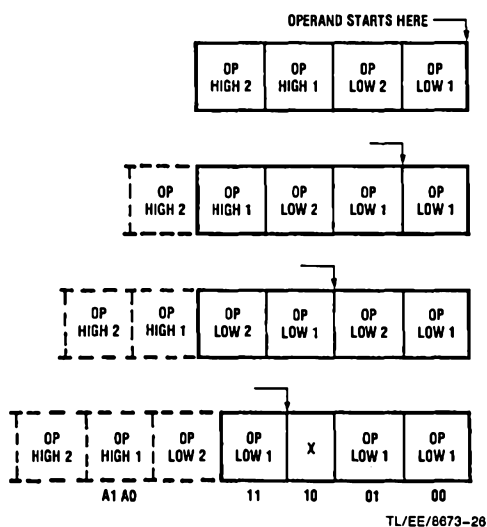 OPERAND STARTS HERE
OP HIGH 2 OP HIGH 1 OP LOW 2 OP LOW 1
OP HIGH 2 OP HIGH 1 OP LOW 2 OP LOW 1 OP LOW 1
OP HIGH 2 OP HIGH 1 OP LOW 2 OP LOW 1 OP LOW 2 OP LOW 1
OP HIGH 2 OP HIGH 1 OP LOW 2 OP LOW 1 X OP LOW 1 OP LOW 1
A1 A0 11 10 01 00
TL/EE/8673-26